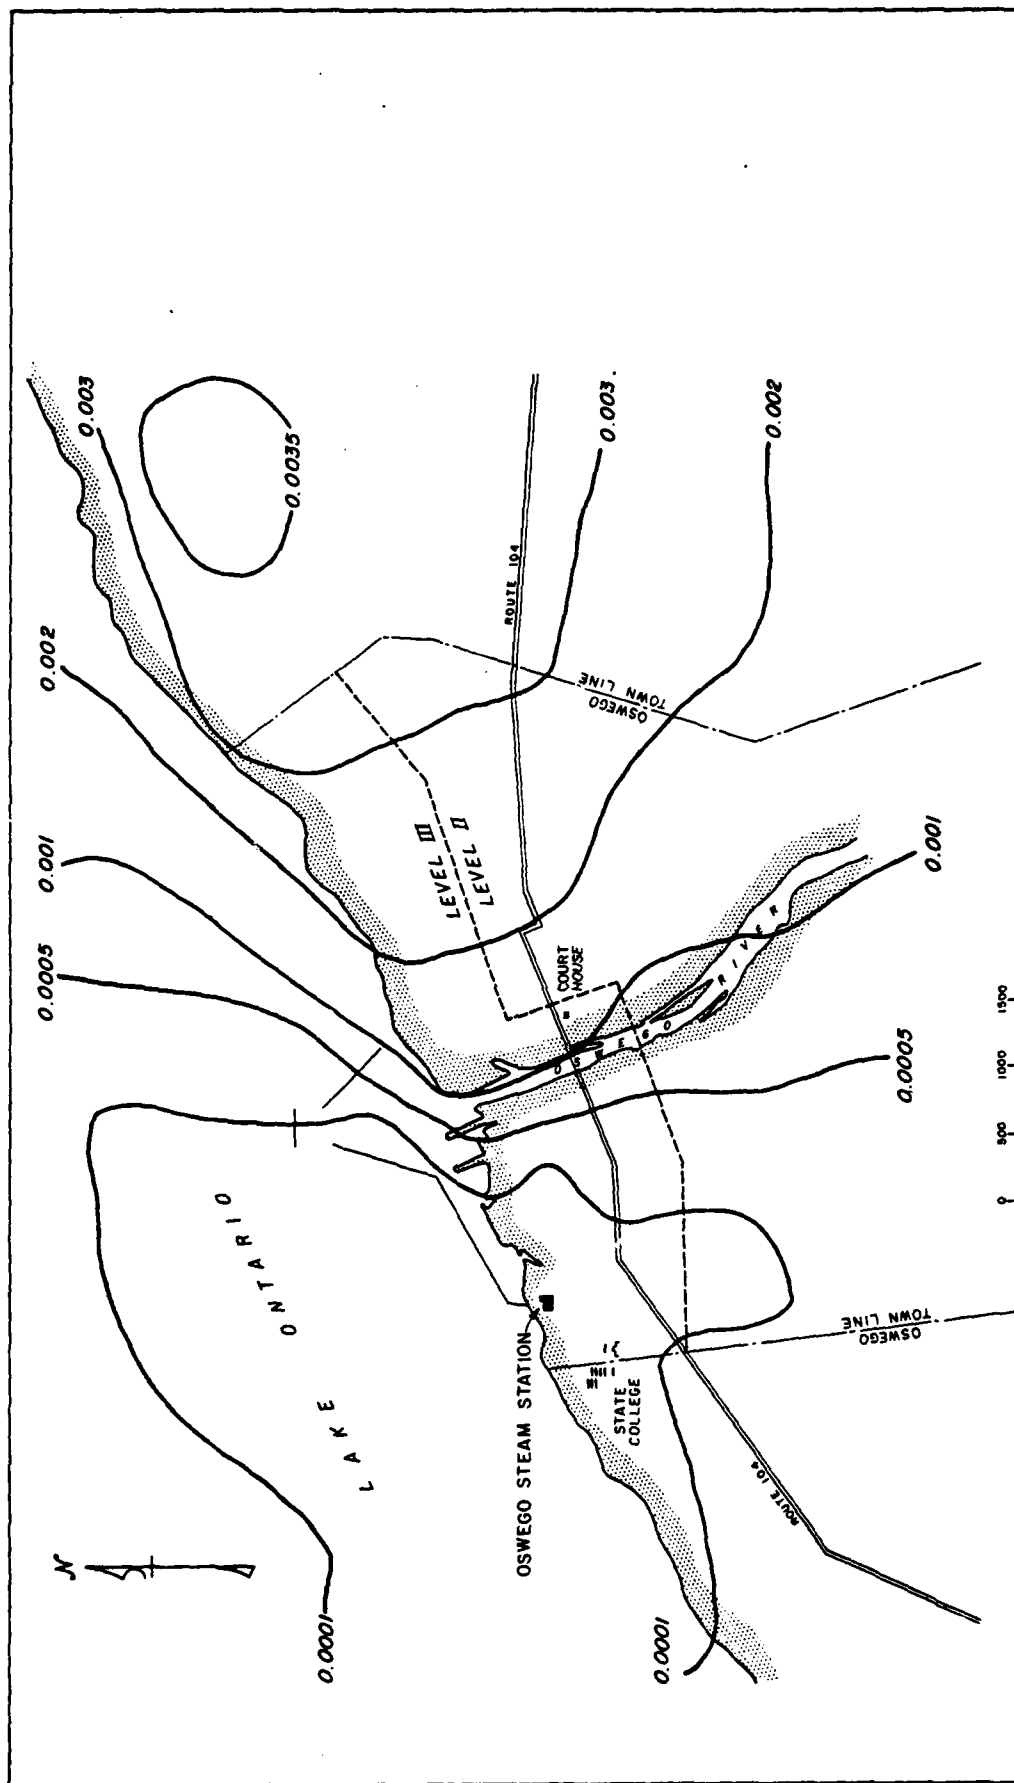 N
0.0001
0.0005
0.001
0.002
0.003
0.0035
LAKE
ONTARIO
OSWEGO STEAM STATION
STATE
COLLEGE
LEVEL III
LEVEL II
COURT
HOUSE
OSWEGO
RIVER
ROUTE 104
ROUTE 104
OSWEGO
TOWN LINE
OSWEGO
TOWN LINE
0.0001
0.0005
0.001
0.002
0.003
0
500
1000
1500